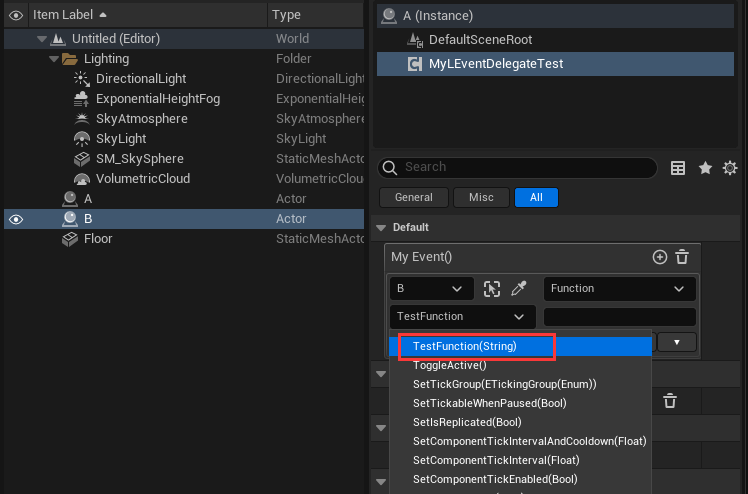 Item Label Type
Untitled (Editor) World
Lighting Folder
DirectionalLight DirectionalLight
ExponentialHeightFog ExponentialHei
SkyAtmosphere SkyAtmosphere
SkyLight SkyLight
SM_SkySphere StaticMeshActo
VolumetricCloud VolumetricClou
A Actor
B Actor
Floor StaticMeshActo
A (Instance)
DefaultSceneRoot
MyLEventDelegateTest
Search
General Misc All
Default
My Event()
B Function
TestFunction
TestFunction(String)
ToggleActive()
SetTickGroup(ETickingGroup(Enum))
SetTickableWhenPaused(Bool)
SetIsReplicated(Bool)
SetComponentTickIntervalAndCooldown(Float)
SetComponentTickInterval(Float)
SetComponentTickEnabled(Bool)